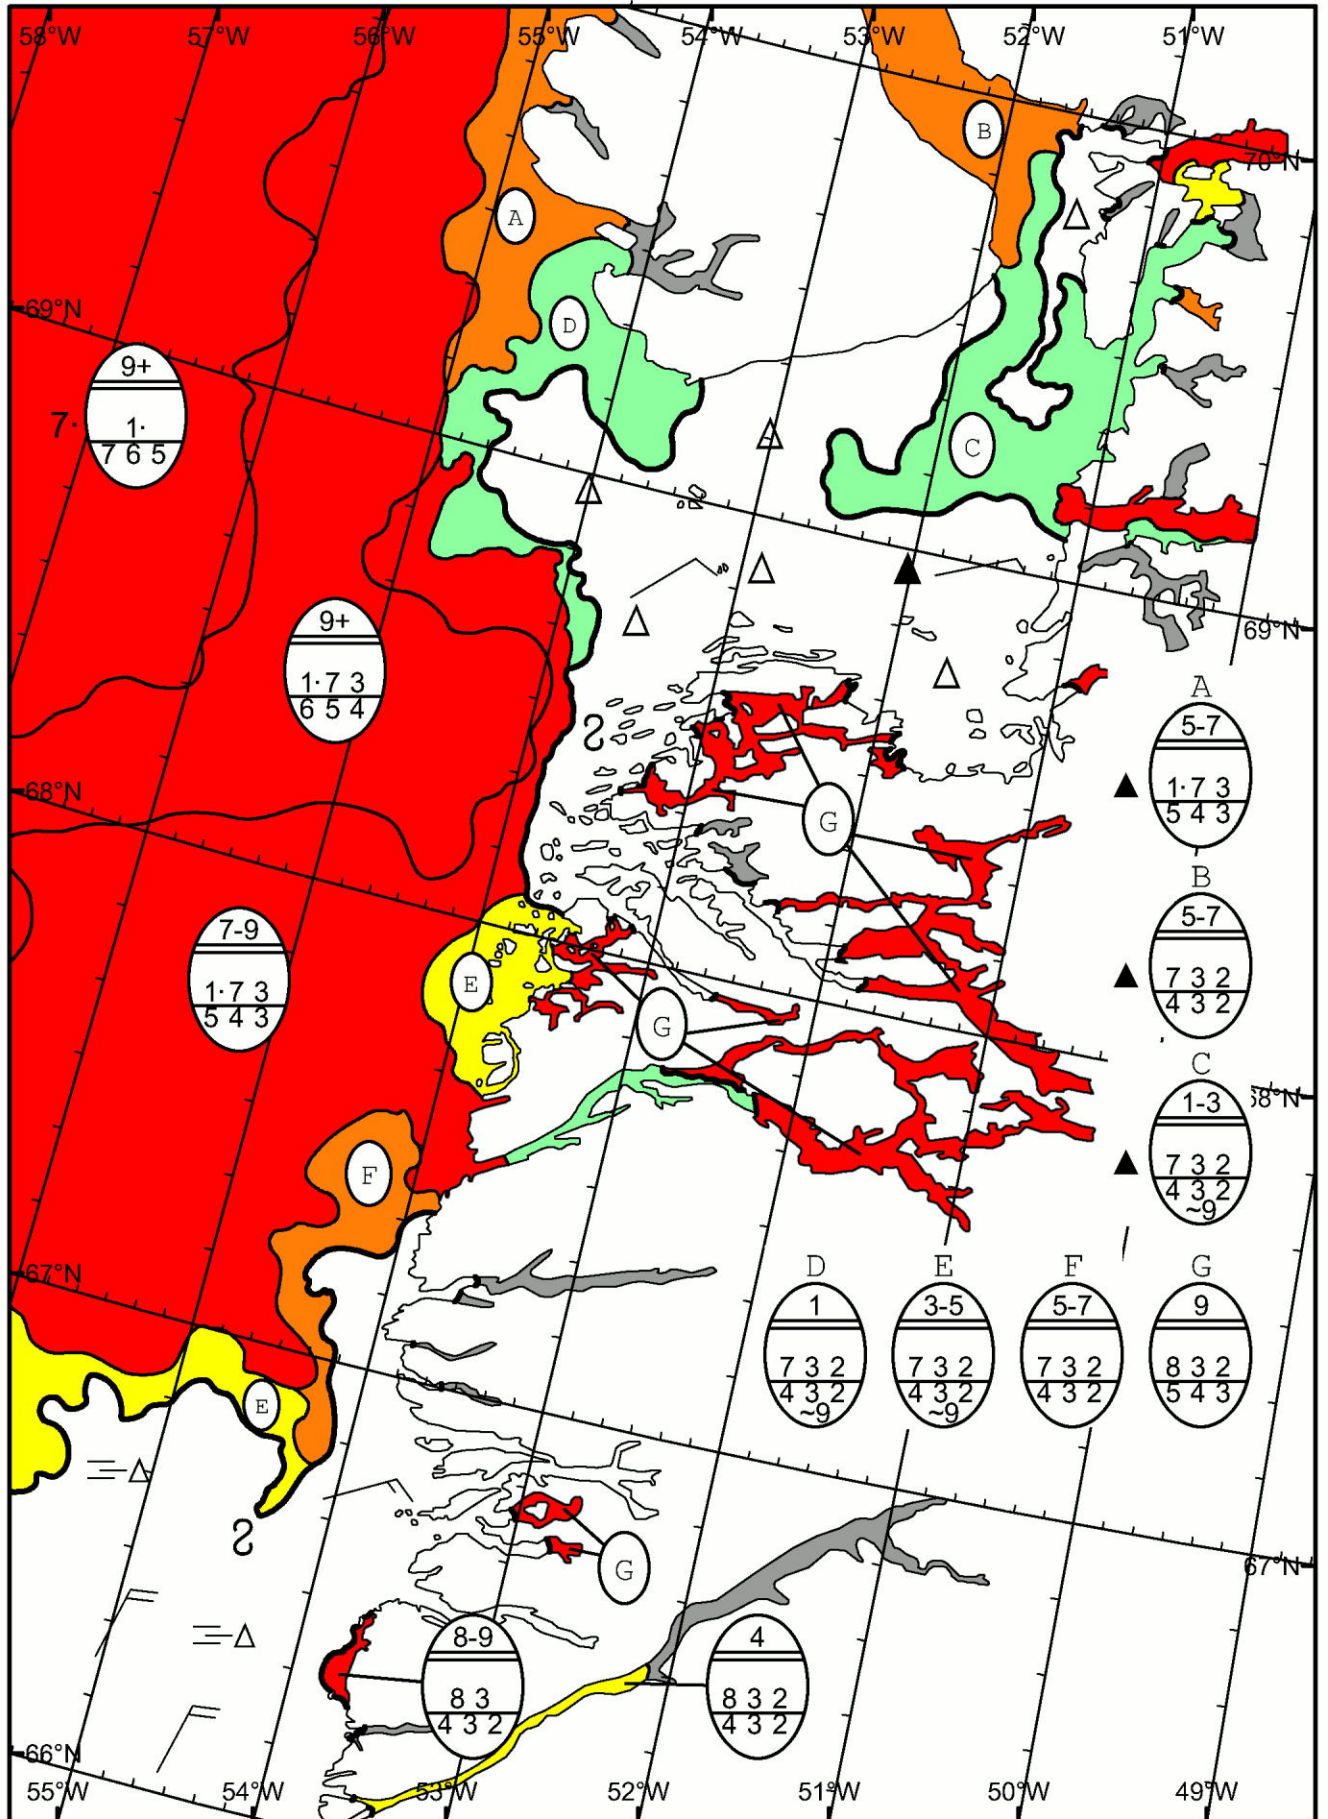 58°W 57°W 56°W 55°W 54°W 53°W 52°W 51°W
B
70°N
A
69°N
D
9+
7· 1·
7 6 5
C
9+
1·7 3
6 5 4
69°N
A
5-7
1·7 3
5 4 3
68°N
G
B
5-7
7 3 2
4 3 2
7-9
1·7 3
5 4 3
E
G
C
1-3
7 3 2
4 3 2
~9
8°N
F
67°N
D E F G
1 3-5 5-7 9
7 3 2 7 3 2 7 3 2 8 3 2
4 3 2 4 3 2 4 3 2 5 4 3
~9 ~9
E
G
67°N
8-9 4
8 3 8 3 2
4 3 2 4 3 2
66°N
55°W 54°W 53°W 52°W 51°W 50°W 49°W